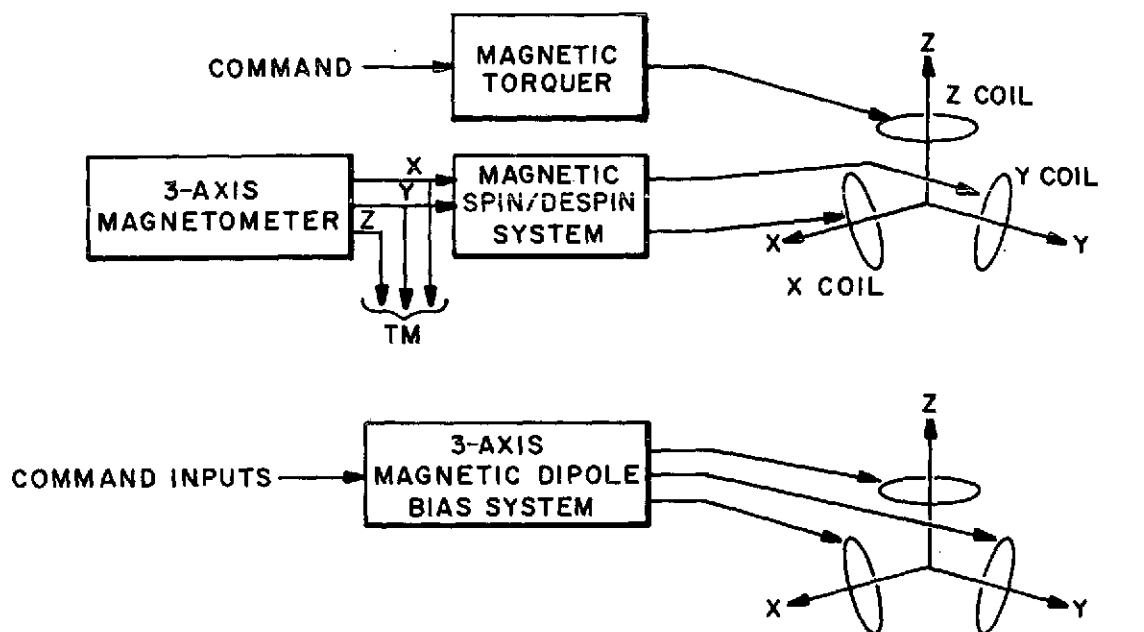 COMMAND
MAGNETIC
TORQUER
Z
Z COIL
3-AXIS
MAGNETOMETER
X
Y
Z
MAGNETIC
SPIN/DESPIN
SYSTEM
Y COIL
X
Y
X COIL
TM
COMMAND INPUTS
3-AXIS
MAGNETIC DIPOLE
BIAS SYSTEM
Z
X
Y